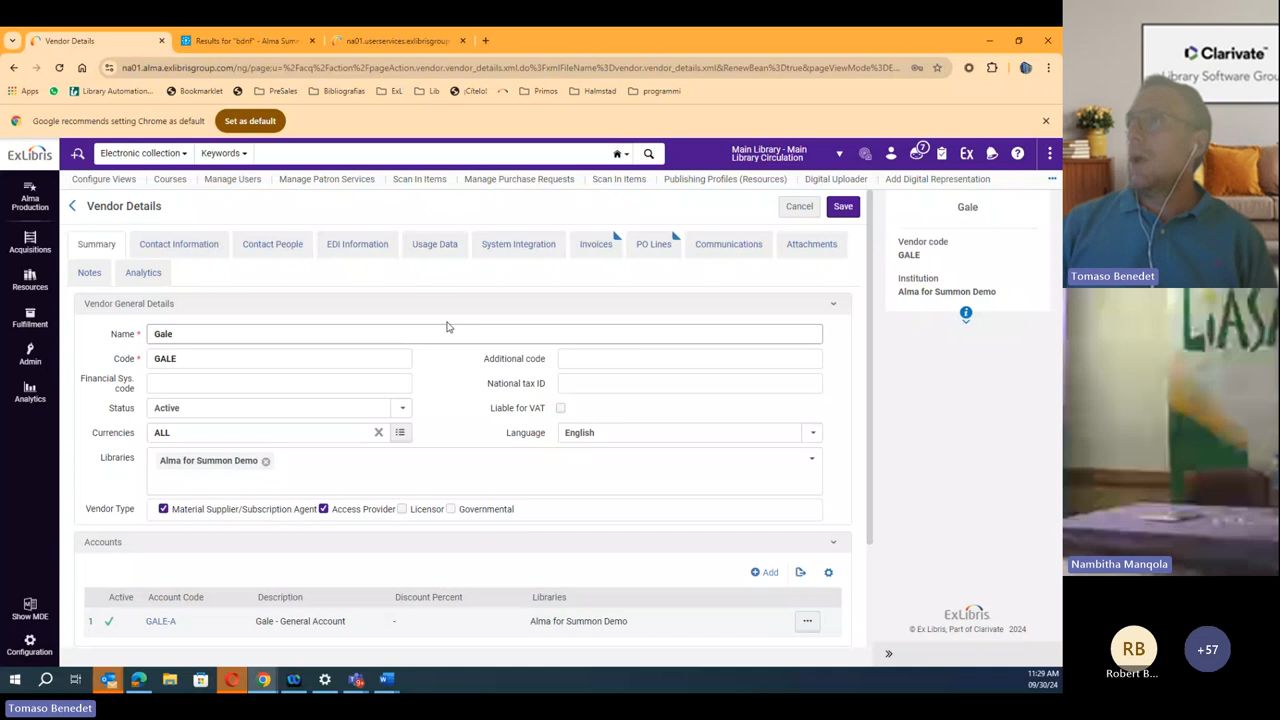 Vendor Details
Results for "bdnf" - Alma Sum
na01.userservices.exlibrisgroup
na01.alma.exlibrisgroup.com/ng/page;u=%2Facq%2Faction%2FpageAction.vendor.vendor_details.xml.do%3FxmlFileName%3Dvendor.vendor_details.xml&RenewBean%3Dtrue&pageViewMode%3DE...
Apps
Library Automation...
Bookmarklet
PreSales
Bibliografias
ExL
Lib
¡Cítelo!
Primos
Halmstad
programmi
Google recommends setting Chrome as default
Set as default
ExLibris
Electronic collection
Keywords
Main Library - Main
Library Circulation
7
Ex
Configure Views
Courses
Manage Users
Manage Patron Services
Scan In Items
Manage Purchase Requests
Scan In Items
Publishing Profiles (Resources)
Digital Uploader
Add Digital Representation
Alma
Production
Acquisitions
Resources
Fulfillment
Admin
Analytics
Show MDE
Configuration
Vendor Details
Cancel
Save
Summary
Contact Information
Contact People
EDI Information
Usage Data
System Integration
Invoices
PO Lines
Communications
Attachments
Notes
Analytics
Vendor General Details
Name *
Gale
Code *
GALE
Additional code
Financial Sys.
code
National tax ID
Status
Active
Liable for VAT
Currencies
ALL
Language
English
Libraries
Alma for Summon Demo
Vendor Type
Material Supplier/Subscription Agent
Access Provider
Licensor
Governmental
Accounts
Add
Active
Account Code
Description
Discount Percent
Libraries
1
GALE-A
Gale - General Account
-
Alma for Summon Demo
Gale
Vendor code
GALE
Institution
Alma for Summon Demo
ExLibris
© Ex Libris, Part of Clarivate 2024
11:29 AM
09/30/24
Tomaso Benedet
Clarivate™
Library Software Grou
Tomaso Benedet
LIASA
Nambitha Manqola
RB
Robert B...
+57